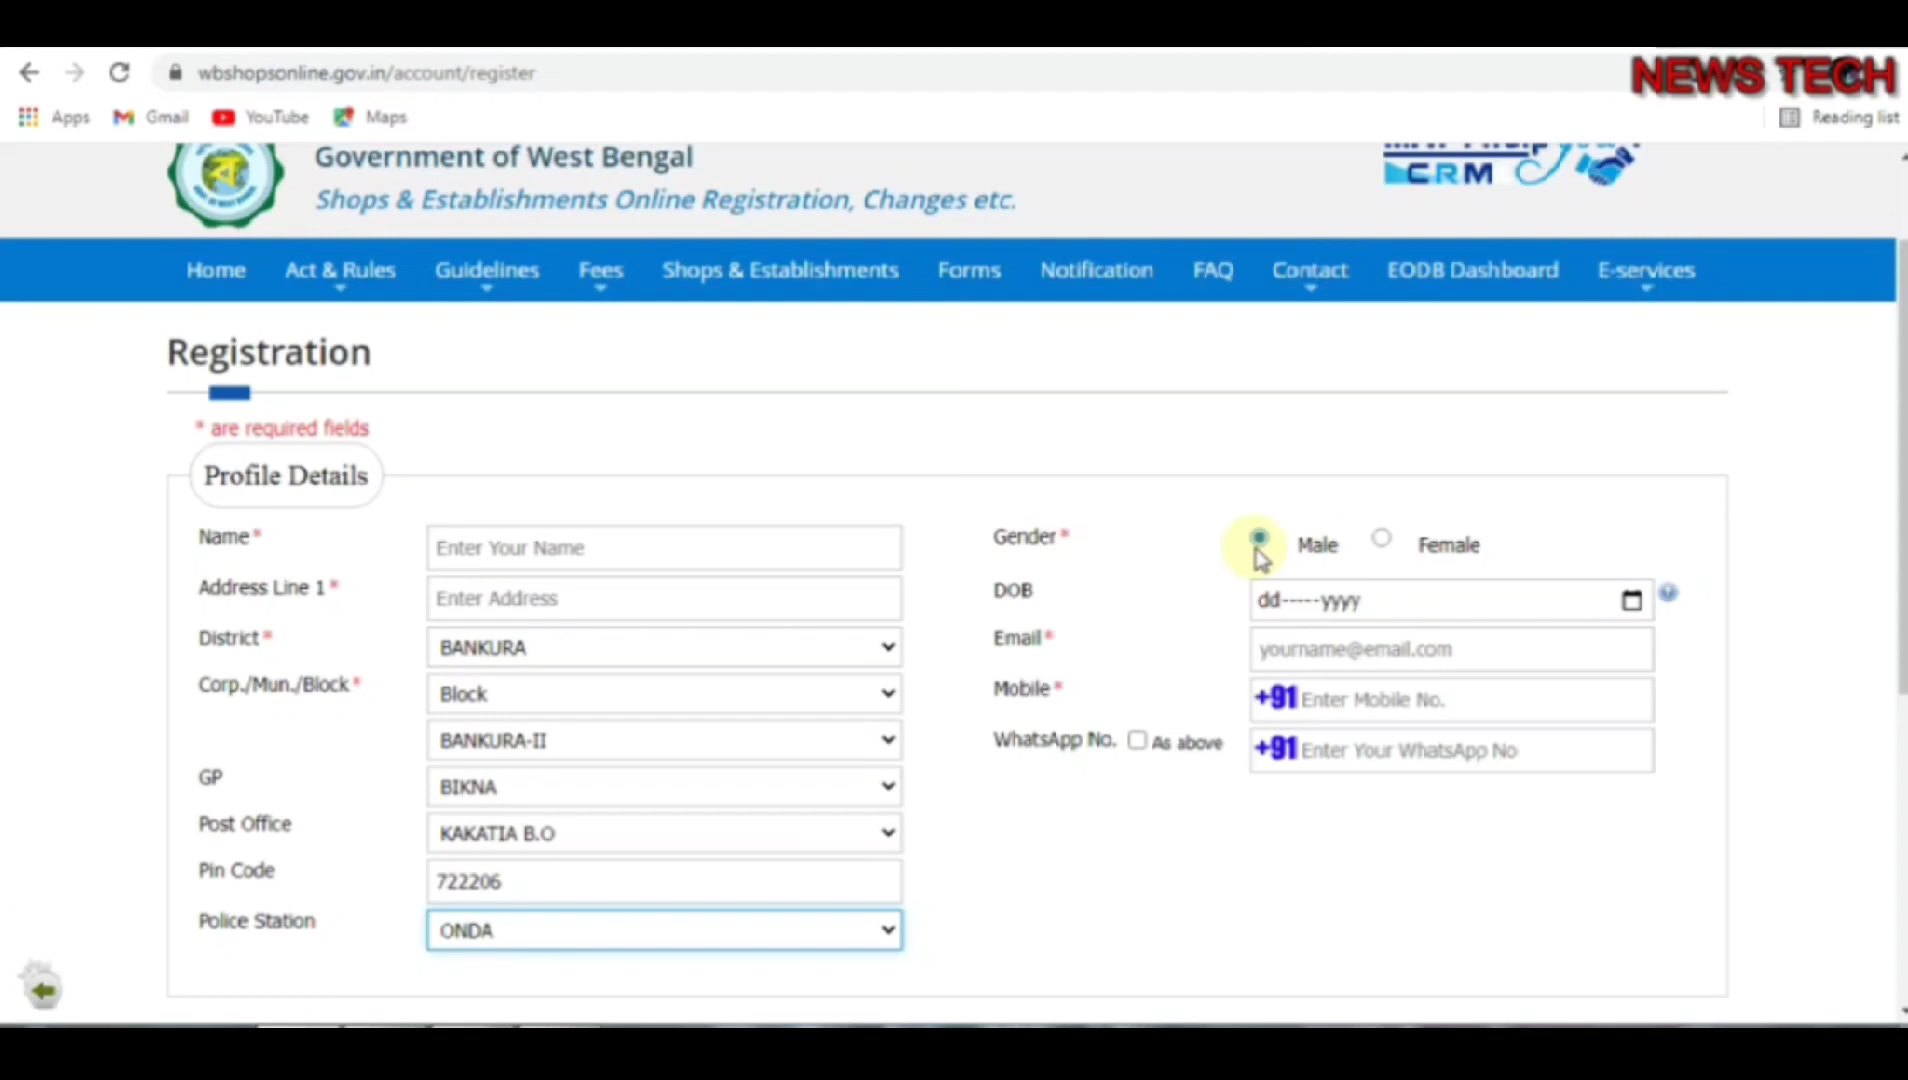 wbshopsonline.gov.in/account/register
NEWS TECH
Apps Gmail YouTube Maps Reading list
Government of West Bengal
CRM
Shops & Establishments Online Registration, Changes etc.
Home Act & Rules Guidelines Fees Shops & Establishments Forms Notification FAQ Contact EODB Dashboard E-services
Registration
* are required fields
Profile Details
Name* Enter Your Name
Address Line 1* Enter Address
District* BANKURA
Corp./Mun./Block* Block
BANKURA-II
GP BIKNA
Post Office KAKATIA B.O
Pin Code 722206
Police Station ONDA
Gender* Male Female
DOB dd-----yyyy
Email* yourname@email.com
Mobile* +91 Enter Mobile No.
WhatsApp No. As above +91 Enter Your WhatsApp No